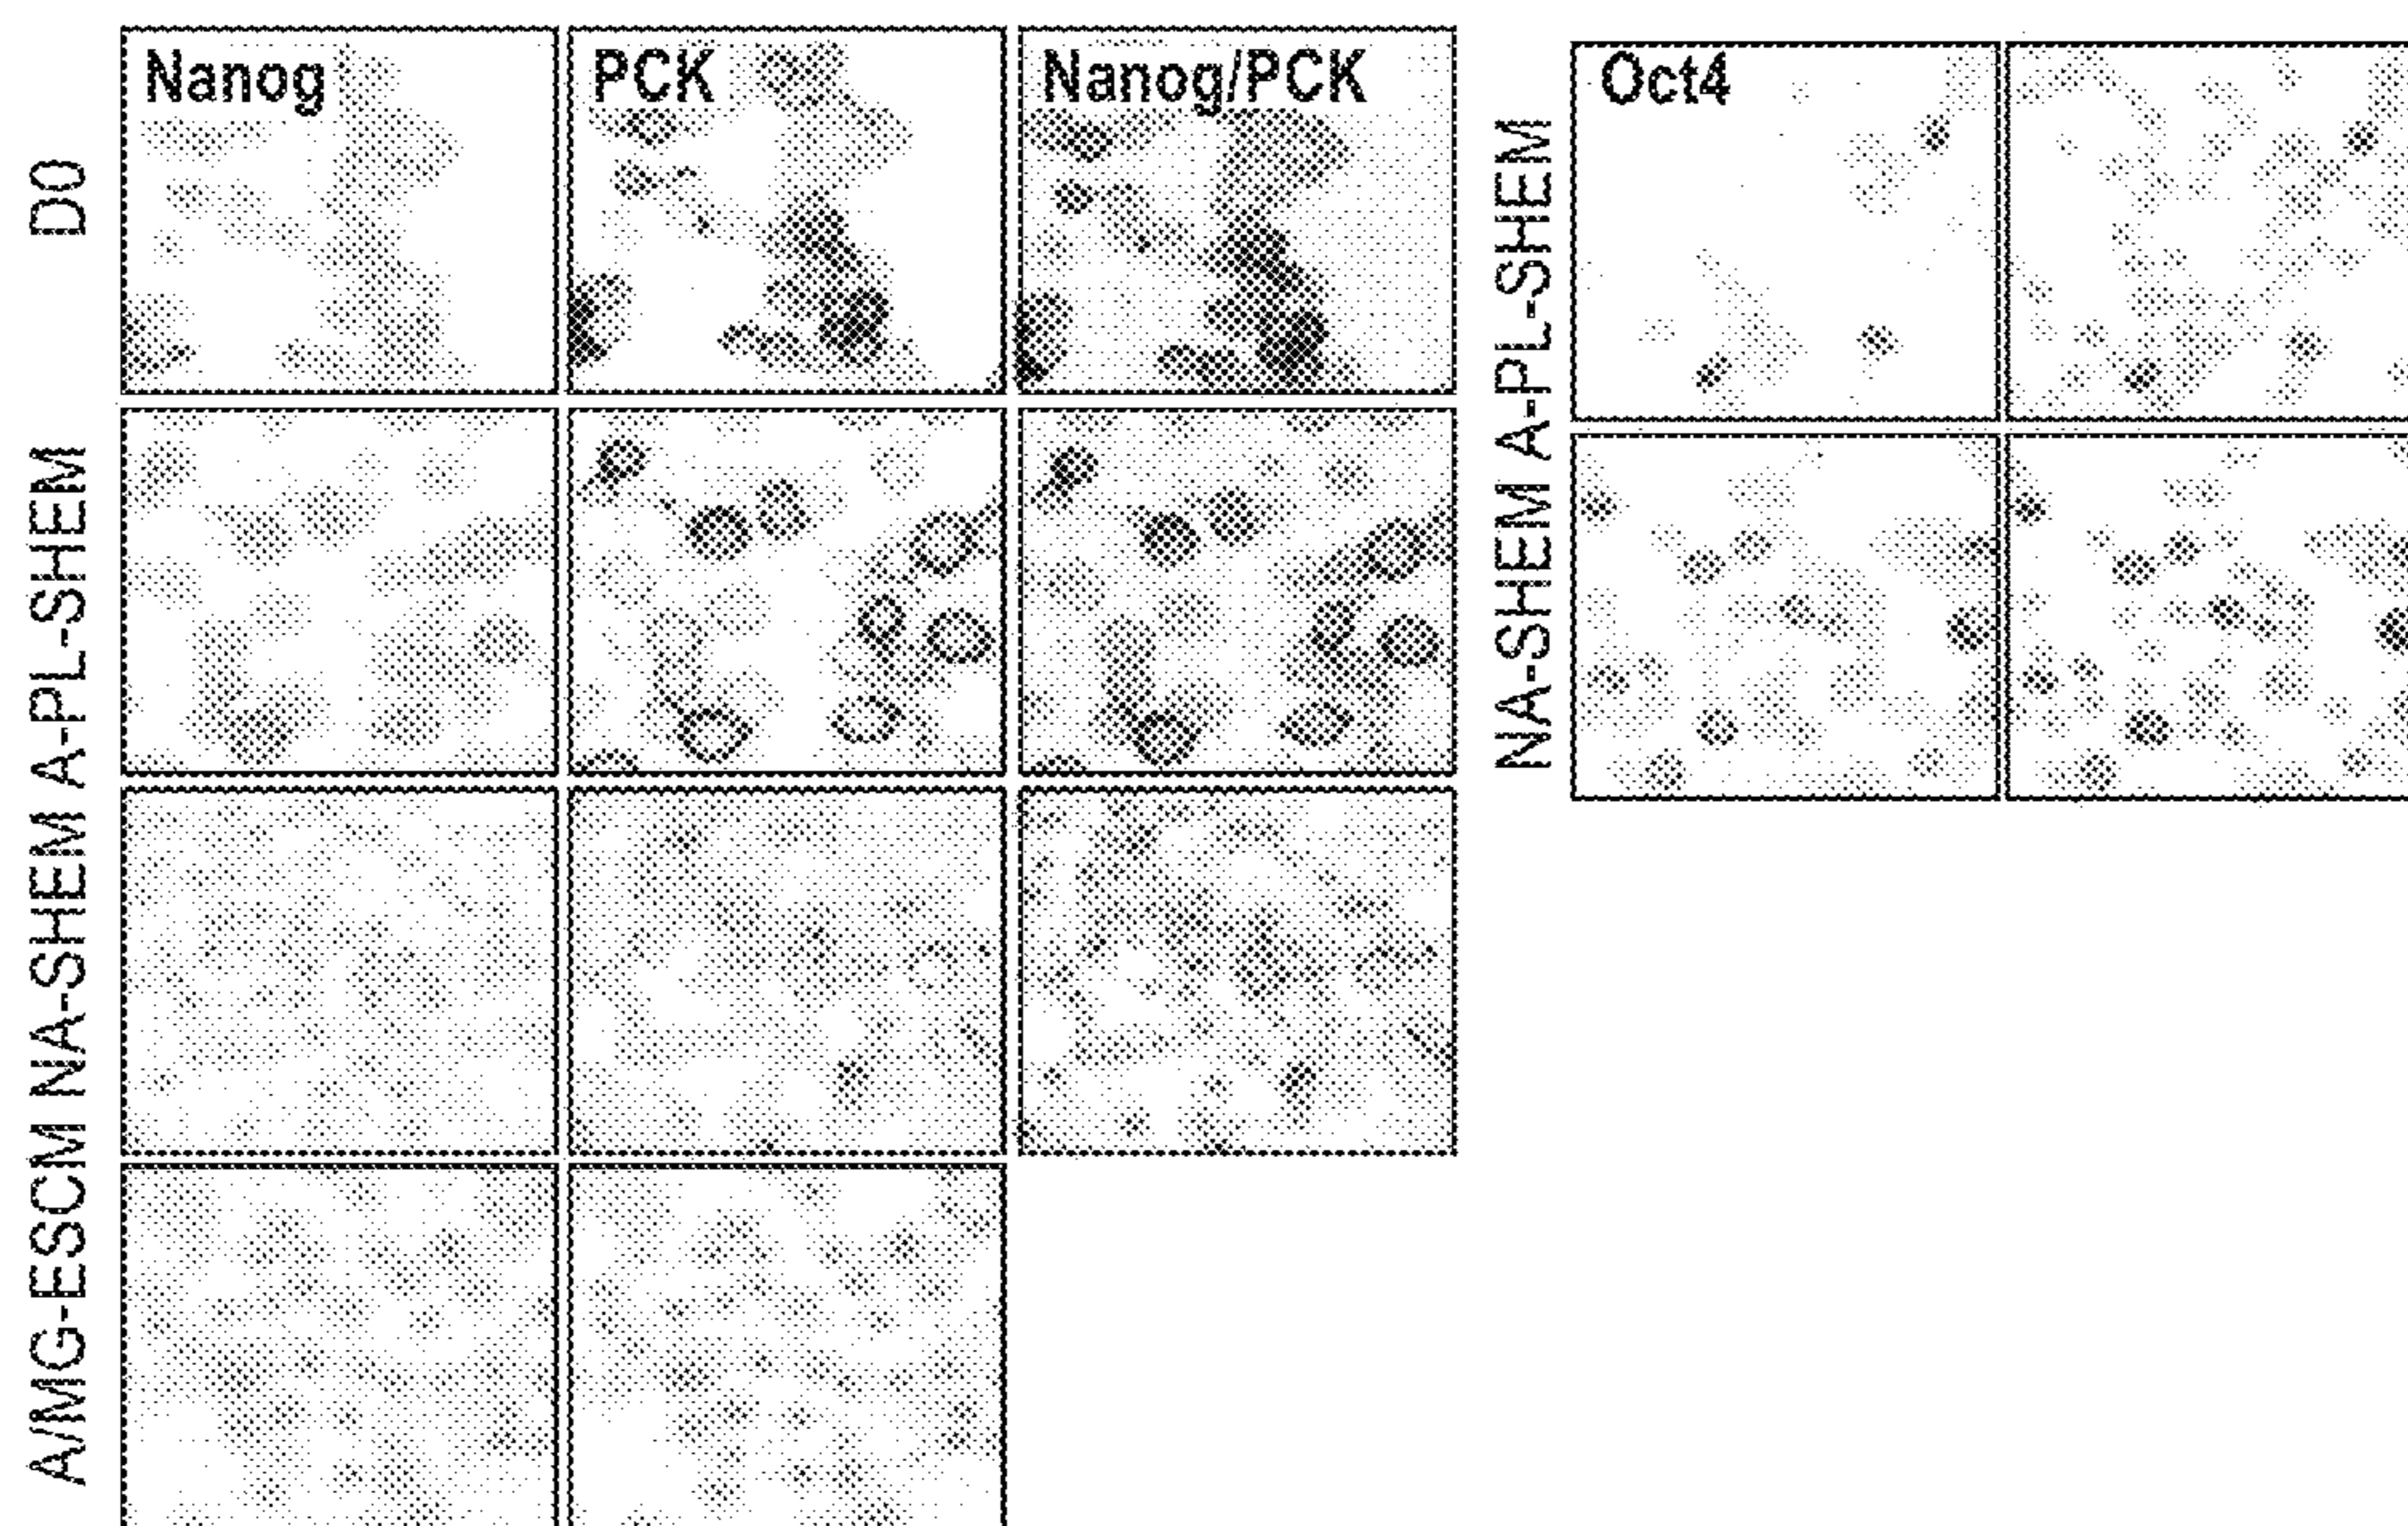 Nanog
PCK
Nanog/PCK
Oct4
D0
A/MG-ESCM NA-SHEM A-PL-SHEM
NA-SHEM A-PL-SHEM